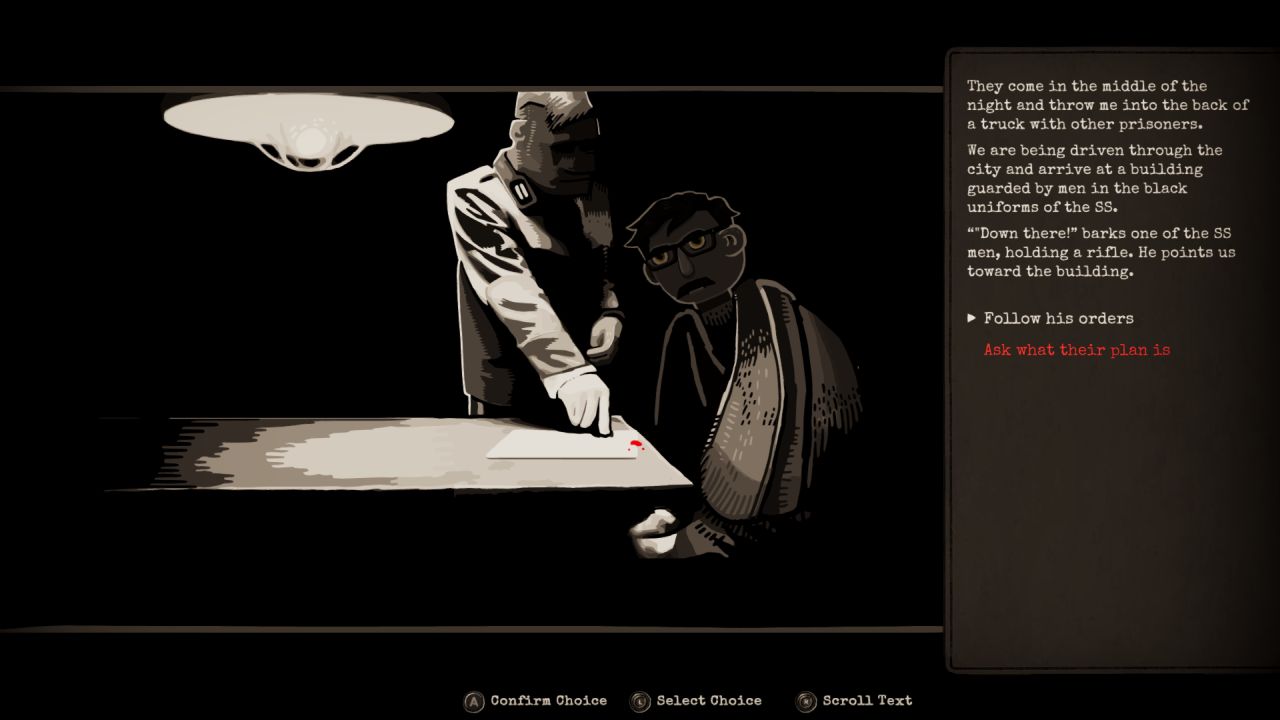 They come in the middle of the
night and throw me into the back of
a truck with other prisoners.
We are being driven through the
city and arrive at a building
guarded by men in the black
uniforms of the SS.
“"Down there!” barks one of the SS
men, holding a rifle. He points us
toward the building.
Follow his orders
Ask what their plan is
A Confirm Choice L Select Choice R Scroll Text